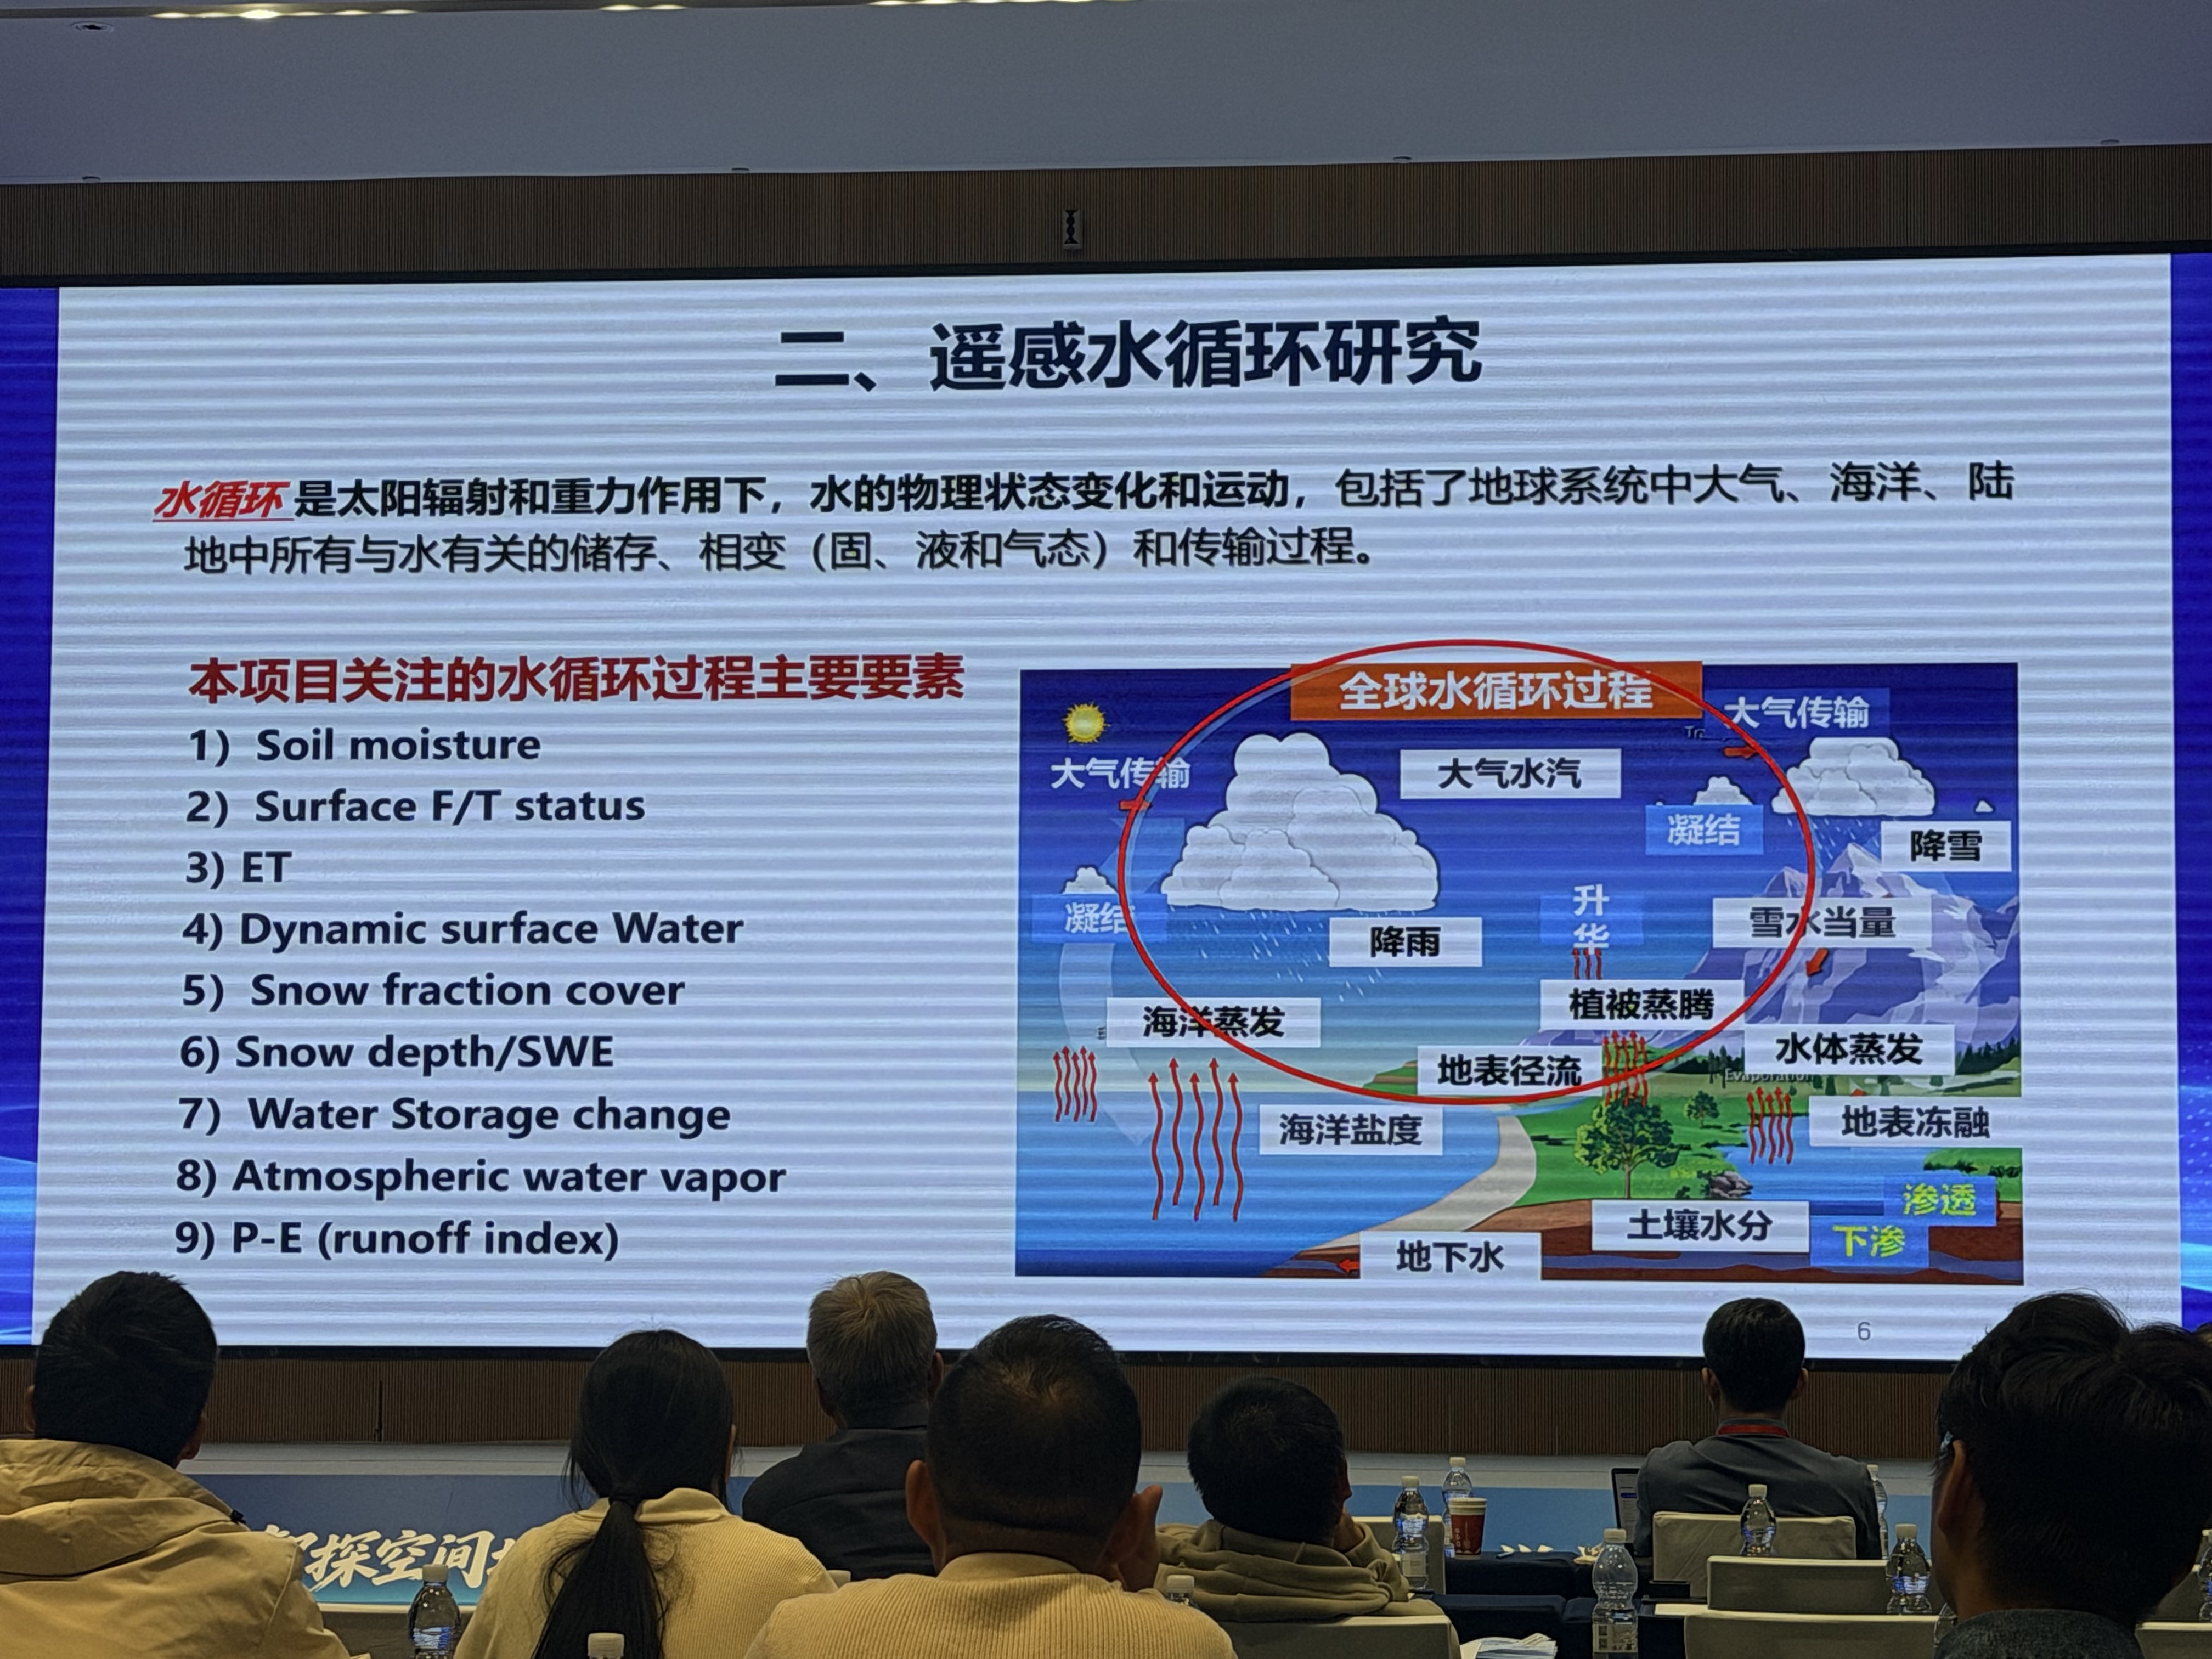 二、遥感水循环研究
水循环是太阳辐射和重力作用下，水的物理状态变化和运动，包括了地球系统中大气、海洋、陆
地中所有与水有关的储存、相变（固、液和气态）和传输过程。
本项目关注的水循环过程主要要素
1) Soil moisture
2) Surface F/T status
3) ET
4) Dynamic surface Water
5) Snow fraction cover
6) Snow depth/SWE
7) Water Storage change
8) Atmospheric water vapor
9) P-E (runoff index)
全球水循环过程
大气传输
大气传输
大气水汽
凝结
降雪
凝结
升
华
雪水当量
降雨
植被蒸腾
海洋蒸发
水体蒸发
地表径流
Evaporation
海洋盐度
地表冻融
渗透
土壤水分
下渗
地下水
6
探空间